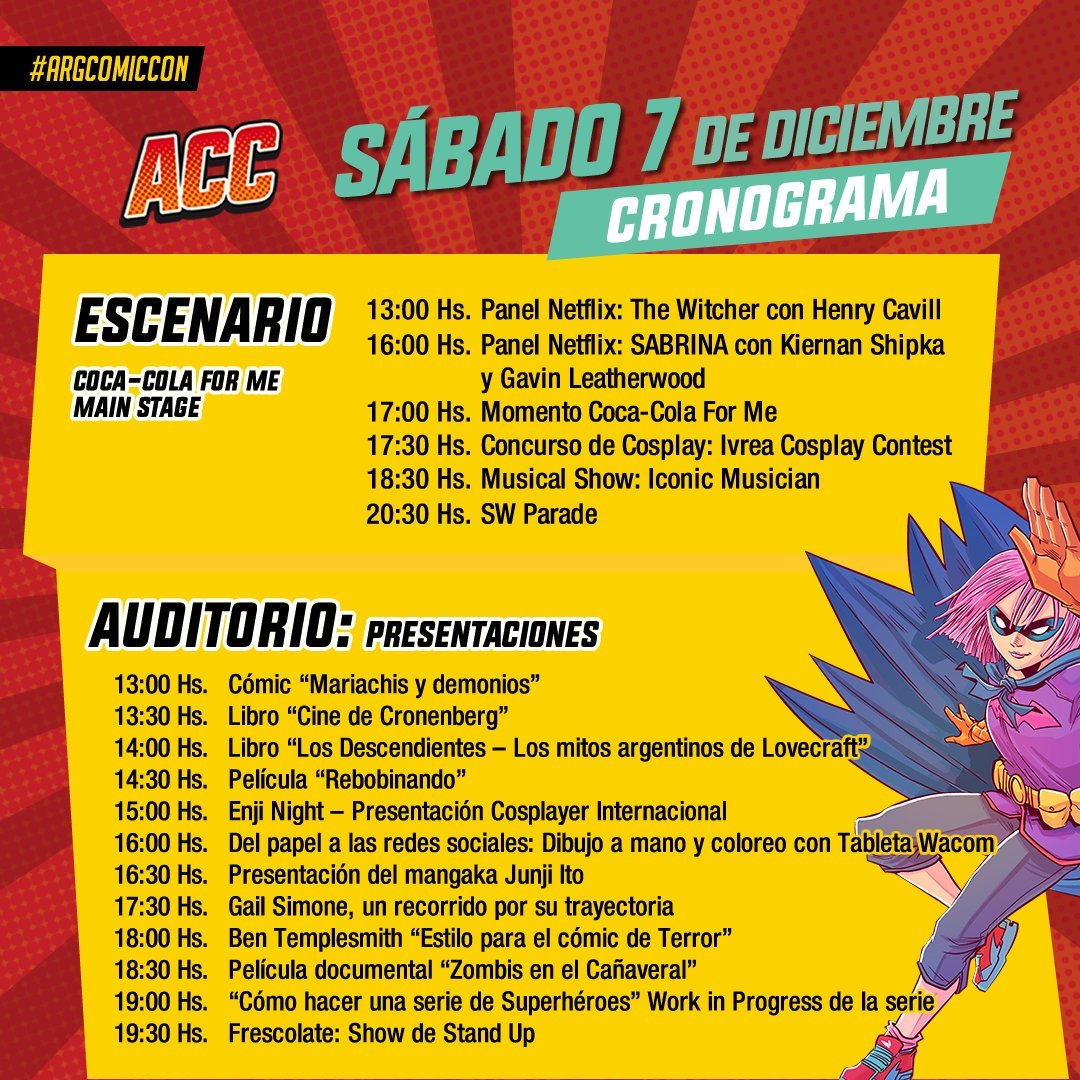 #ARGCOMICCON
ACC
SÁBADO 7 DE DICIEMBRE
CRONOGRAMA
ESCENARIO
COCA-COLA FOR ME
MAIN STAGE
13:00 Hs. Panel Netflix: The Witcher con Henry Cavill
16:00 Hs. Panel Netflix: SABRINA con Kiernan Shipka
y Gavin Leatherwood
17:00 Hs. Momento Coca-Cola For Me
17:30 Hs. Concurso de Cosplay: Ivrea Cosplay Contest
18:30 Hs. Musical Show: Iconic Musician
20:30 Hs. SW Parade
AUDITORIO: PRESENTACIONES
13:00 Hs. Cómic “Mariachis y demonios”
13:30 Hs. Libro “Cine de Cronenberg”
14:00 Hs. Libro “Los Descendientes – Los mitos argentinos de Lovecraft”
14:30 Hs. Película “Rebobinando”
15:00 Hs. Enji Night – Presentación Cosplayer Internacional
16:00 Hs. Del papel a las redes sociales: Dibujo a mano y coloreo con Tableta Wacom
16:30 Hs. Presentación del mangaka Junji Ito
17:30 Hs. Gail Simone, un recorrido por su trayectoria
18:00 Hs. Ben Templesmith “Estilo para el cómic de Terror”
18:30 Hs. Película documental “Zombis en el Cañaveral”
19:00 Hs. “Cómo hacer una serie de Superhéroes” Work in Progress de la serie
19:30 Hs. Frescolate: Show de Stand Up